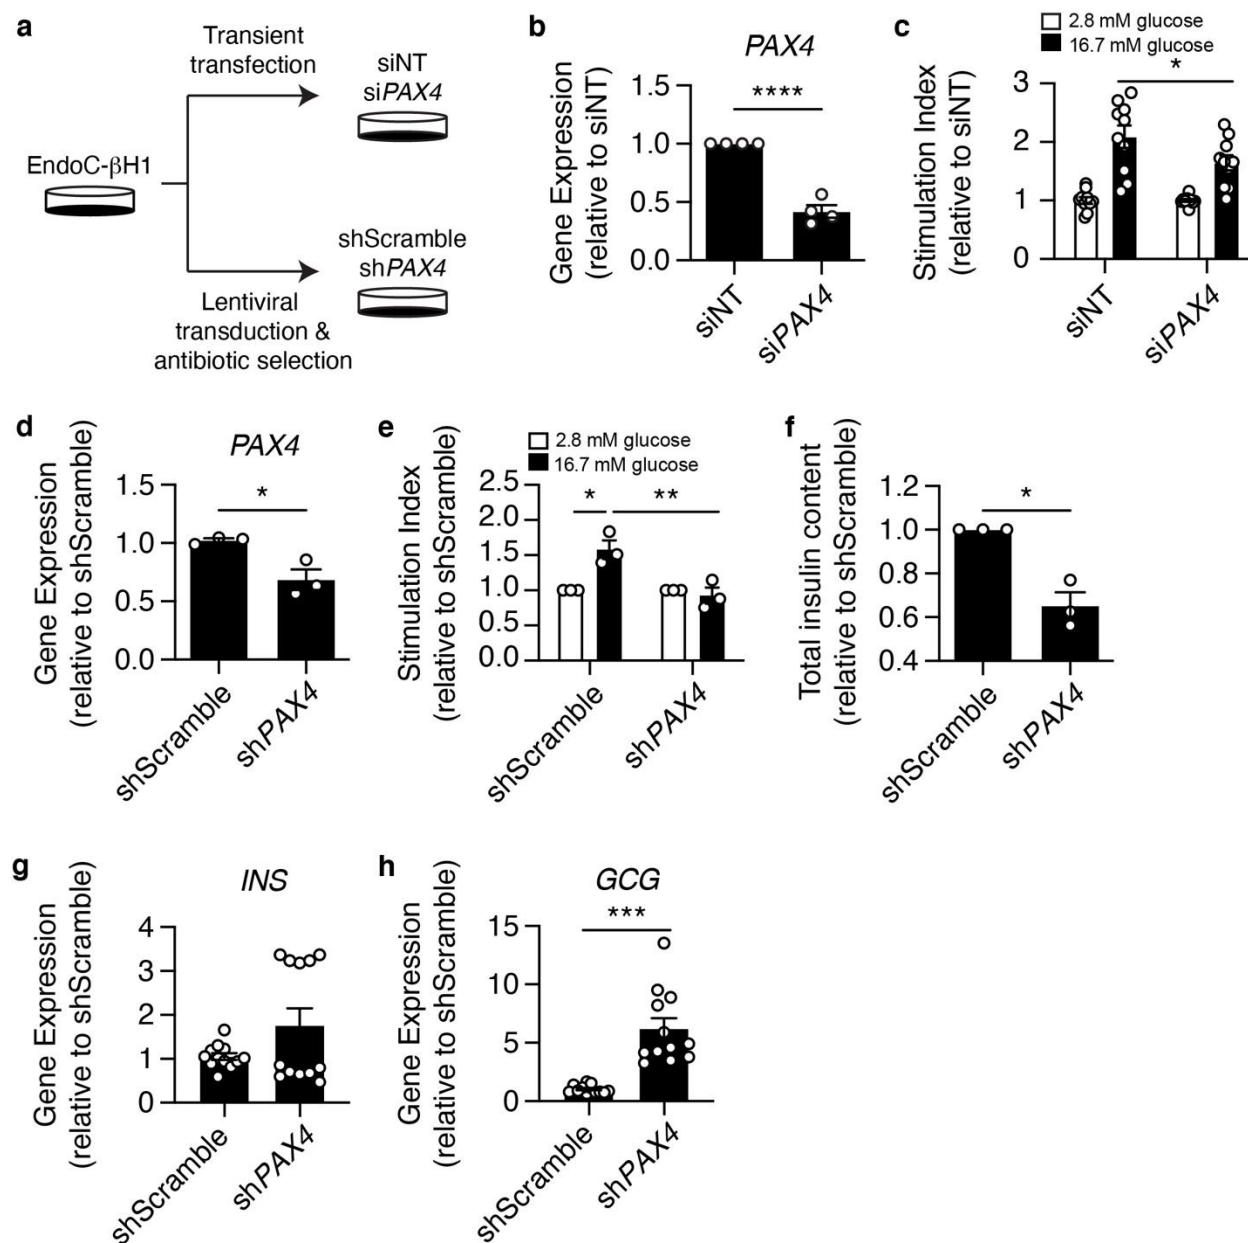 a
Transient
transfection
siNT
siPAX4
EndoC-βH1
shScramble
shPAX4
Lentiviral
transduction &
antibiotic selection
b
PAX4
Gene Expression
(relative to siNT)
1.5
1.0
0.5
0.0
****
siNT
siPAX4
c
2.8 mM glucose
16.7 mM glucose
Stimulation Index
(relative to siNT)
3
2
1
0
*
siNT
siPAX4
d
PAX4
Gene Expression
(relative to shScramble)
1.5
1.0
0.5
0.0
*
shScramble
shPAX4
e
2.8 mM glucose
16.7 mM glucose
Stimulation Index
(relative to shScramble)
2.5
2.0
1.5
1.0
0.5
0.0
*
**
shScramble
shPAX4
f
Total insulin content
(relative to shScramble)
1.2
1.0
0.8
0.6
0.4
*
shScramble
shPAX4
g
INS
Gene Expression
(relative to shScramble)
4
3
2
1
0
shScramble
shPAX4
h
GCG
Gene Expression
(relative to shScramble)
15
10
5
0
***
shScramble
shPAX4